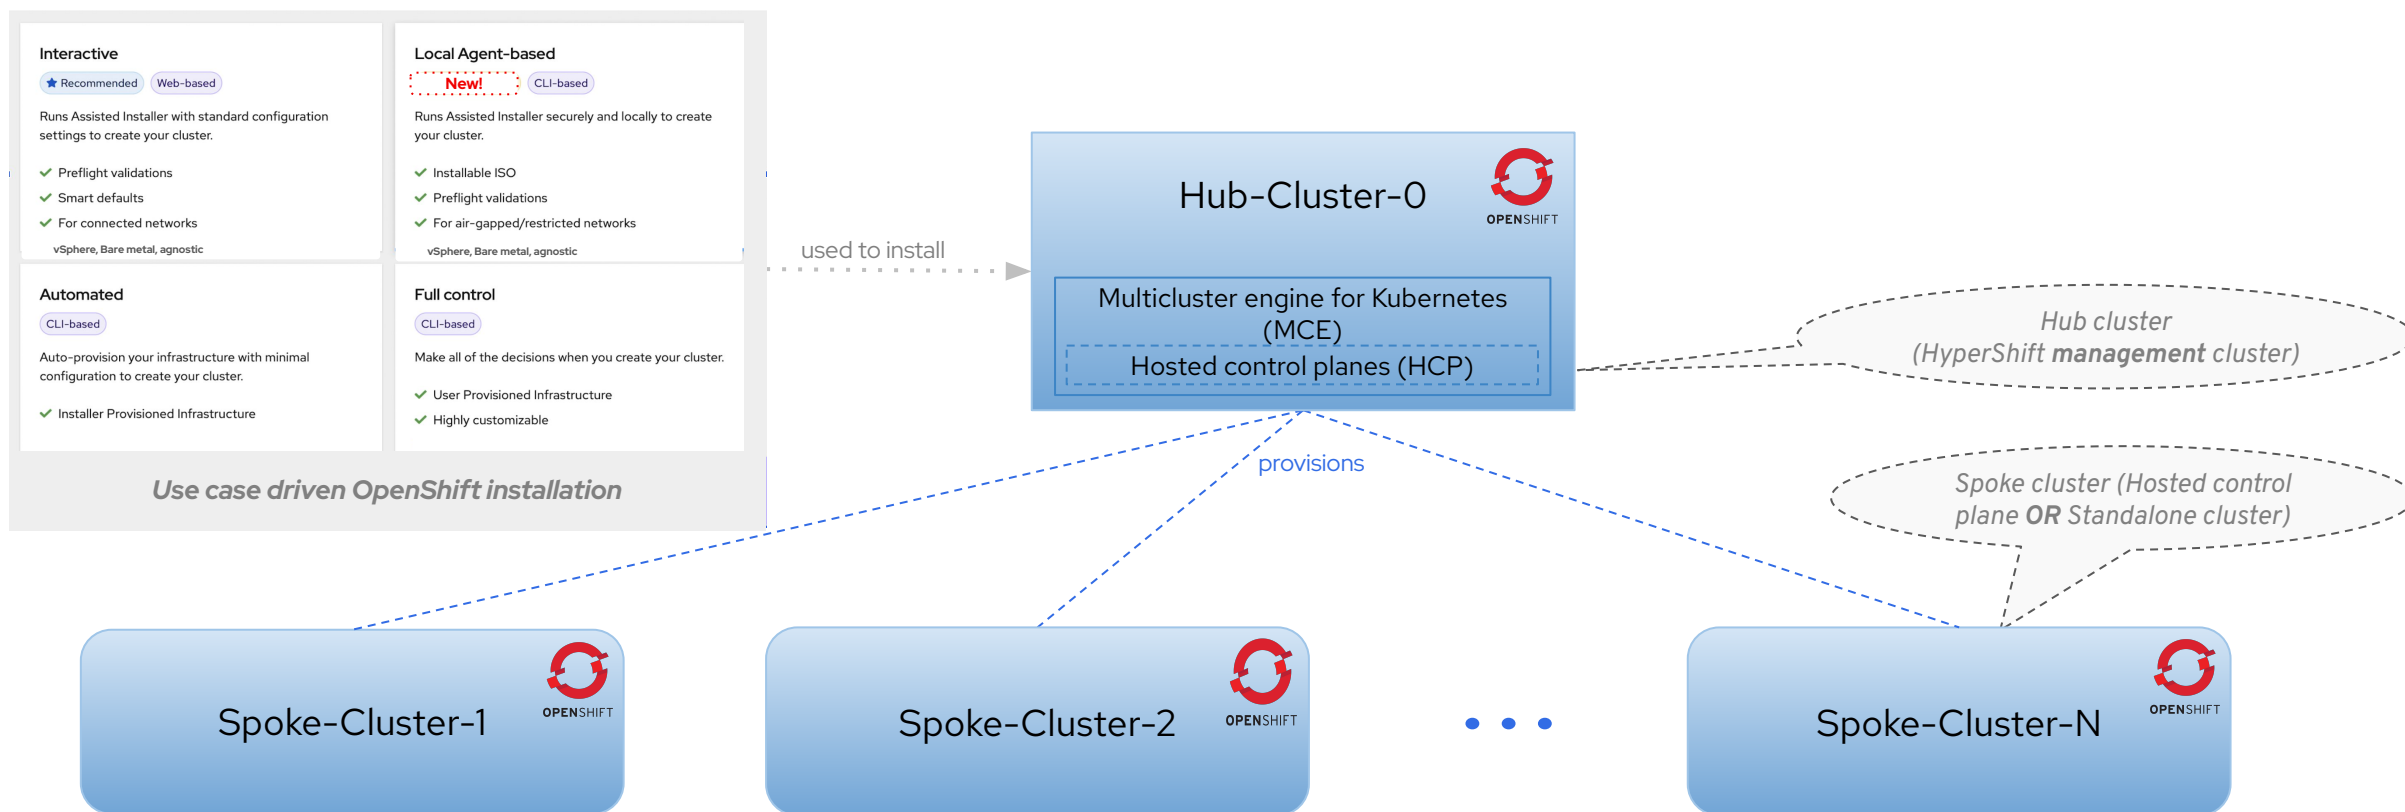 Interactive
Recommended
Web-based
Runs Assisted Installer with standard configuration
settings to create your cluster.
Preflight validations
Smart defaults
For connected networks
vSphere, Bare metal, agnostic
Local Agent-based
New!
CLI-based
Runs Assisted Installer securely and locally to create
your cluster.
Installable ISO
Preflight validations
For air-gapped/restricted networks
vSphere, Bare metal, agnostic
Automated
CLI-based
Auto-provision your infrastructure with minimal
configuration to create your cluster.
Installer Provisioned Infrastructure
Full control
CLI-based
Make all of the decisions when you create your cluster.
User Provisioned Infrastructure
Highly customizable
Use case driven OpenShift installation
used to install
Hub-Cluster-0
OPENSHIFT
Multicluster engine for Kubernetes
(MCE)
Hosted control planes (HCP)
Hub cluster
(HyperShift management cluster)
provisions
Spoke cluster (Hosted control
plane OR Standalone cluster)
Spoke-Cluster-1
OPENSHIFT
Spoke-Cluster-2
OPENSHIFT
Spoke-Cluster-N
OPENSHIFT